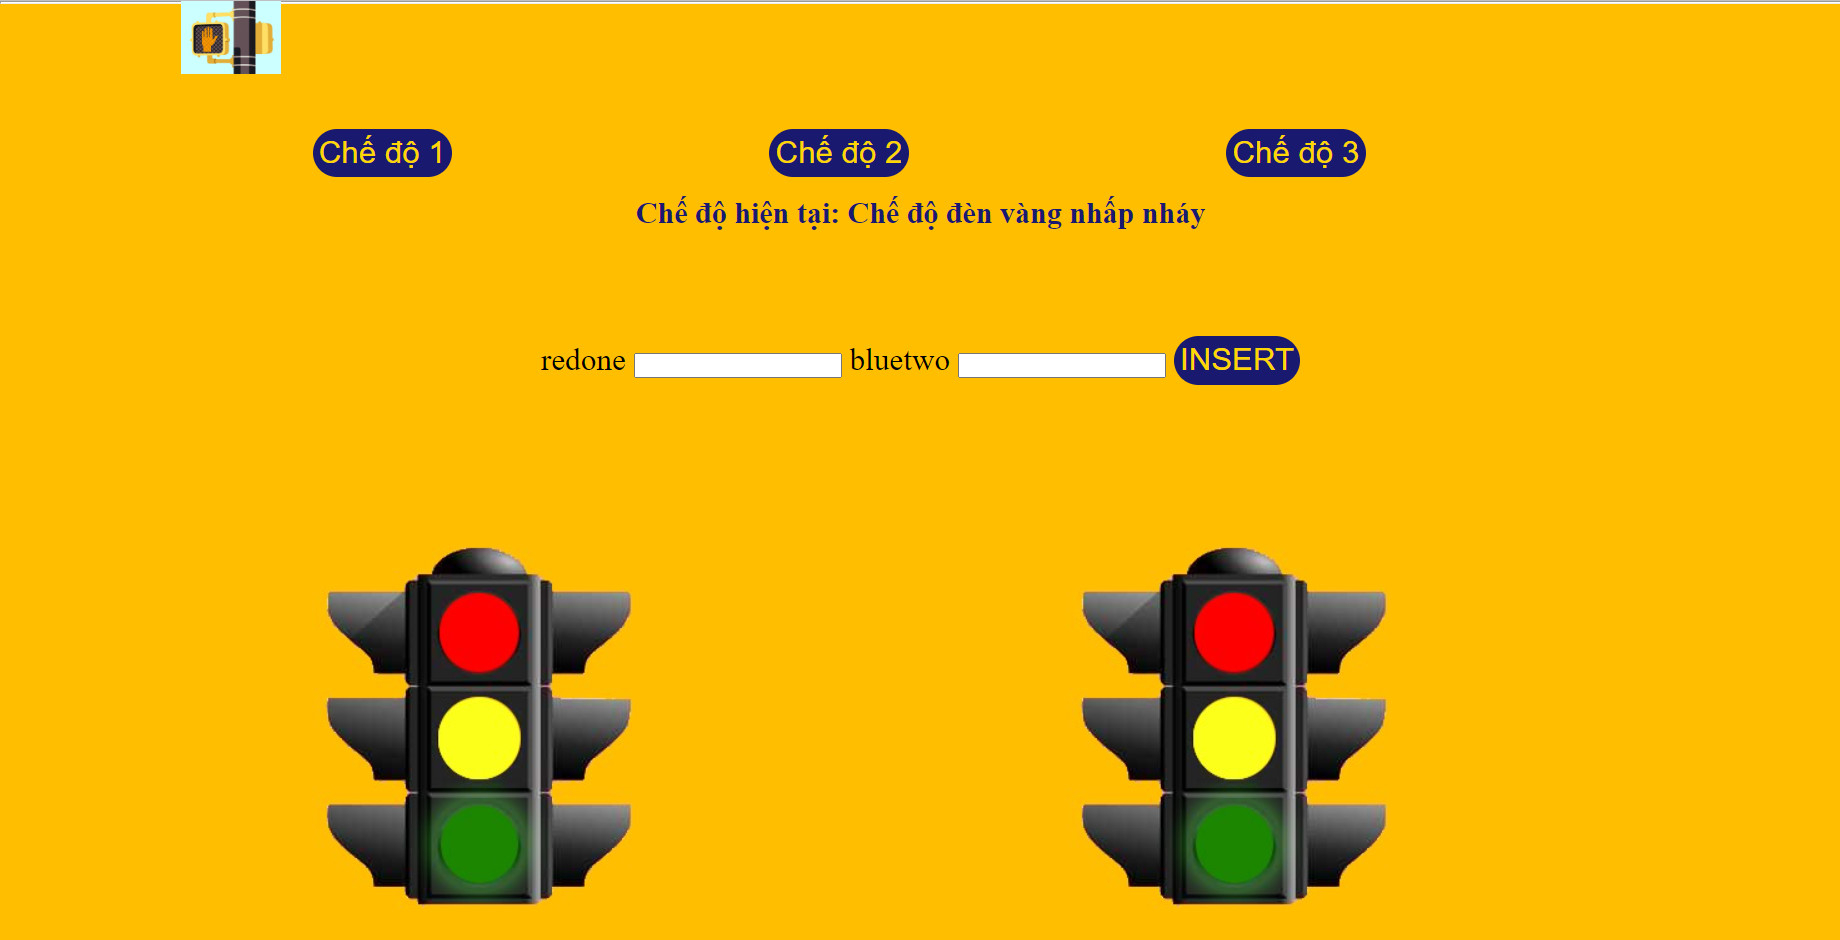 Chế độ 1 Chế độ 2 Chế độ 3
Chế độ hiện tại: Chế độ đèn vàng nhấp nháy
redone bluetwo INSERT